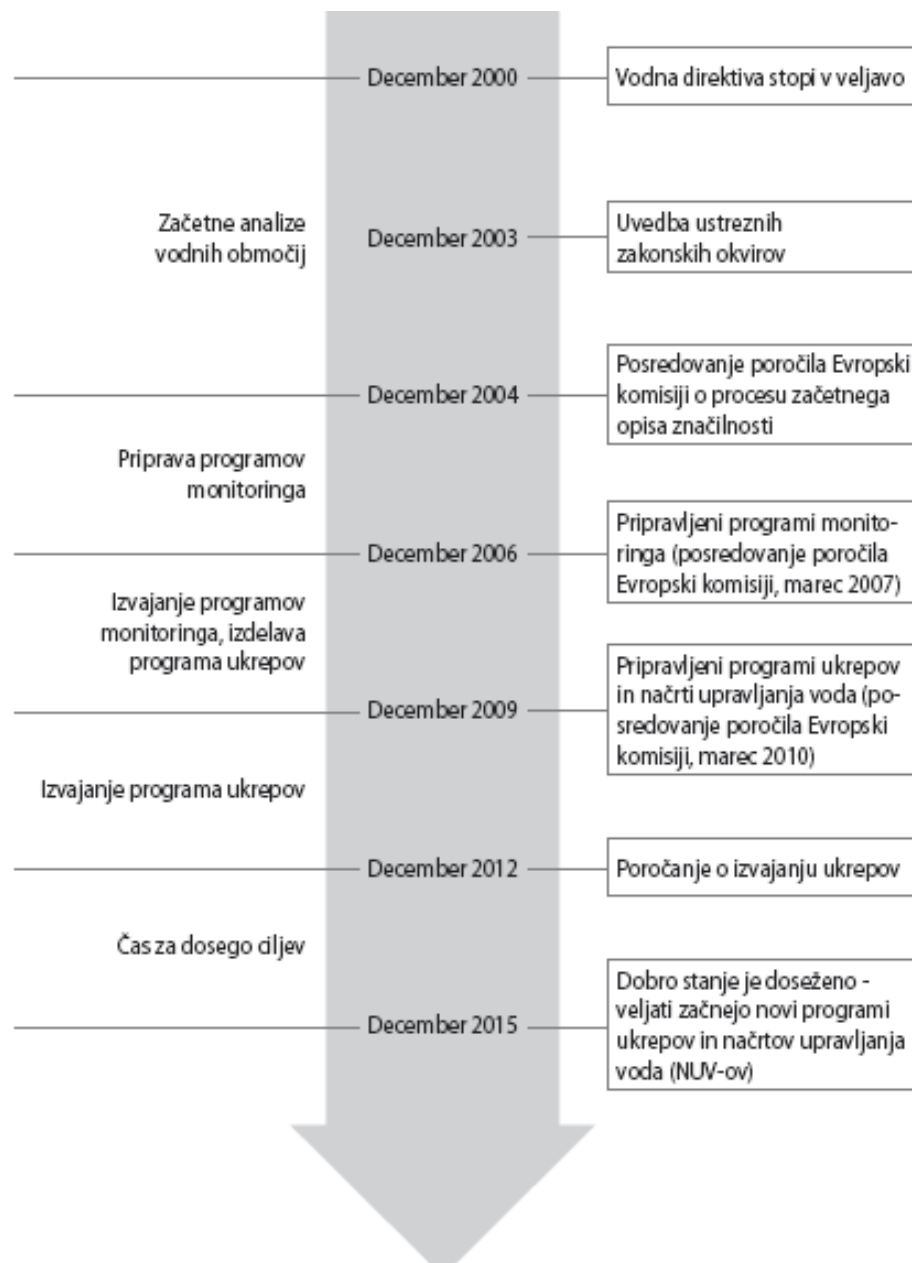 December 2000
Vodna direktiva stopi v veljavo
Začetne analize
vodnih območij
December 2003
Uvedba ustreznih
zakonskih okvirov
December 2004
Posredovanje poročila Evropski
komisiji o procesu začetnega
opisa značilnosti
Priprava programov
monitoringa
December 2006
Pripravljeni programi monito-
ringa (posredovanje poročila
Evropski komisiji, marec 2007)
Izvajanje programov
monitoringa, izdelava
programa ukrepov
December 2009
Pripravljeni programi ukrepov
in načrti upravljanja voda (po-
sredovanje poročila Evropski
komisiji, marec 2010)
Izvajanje programa ukrepov
December 2012
Poročanje o izvajanju ukrepov
Čas za dosego ciljev
December 2015
Dobro stanje je doseženo -
veljati začnejo novi programi
ukrepov in načrtov upravljanja
voda (NUV-ov)